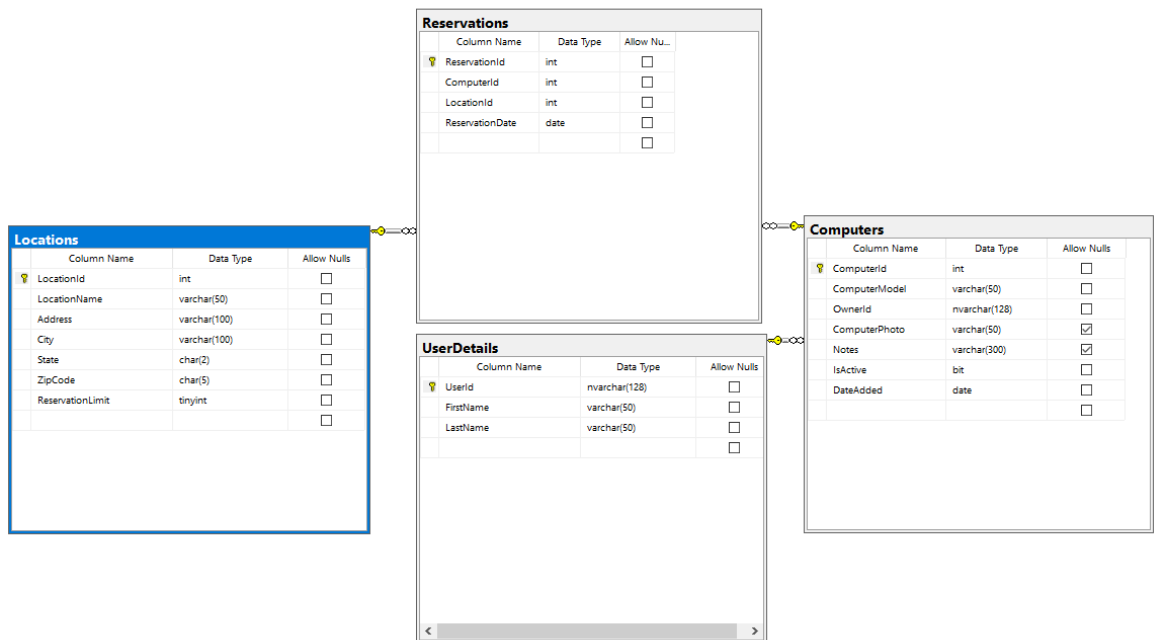 Reservations
Column Name Data Type Allow Nu...
ReservationId int
ComputerId int
LocationId int
ReservationDate date
Locations
Column Name Data Type Allow Nulls
LocationId int
LocationName varchar(50)
Address varchar(100)
City varchar(100)
State char(2)
ZipCode char(5)
ReservationLimit tinyint
Computers
Column Name Data Type Allow Nulls
ComputerId int
ComputerModel varchar(50)
OwnerId nvarchar(128)
ComputerPhoto varchar(50)
Notes varchar(300)
IsActive bit
DateAdded date
UserDetails
Column Name Data Type Allow Nulls
UserId nvarchar(128)
FirstName varchar(50)
LastName varchar(50)